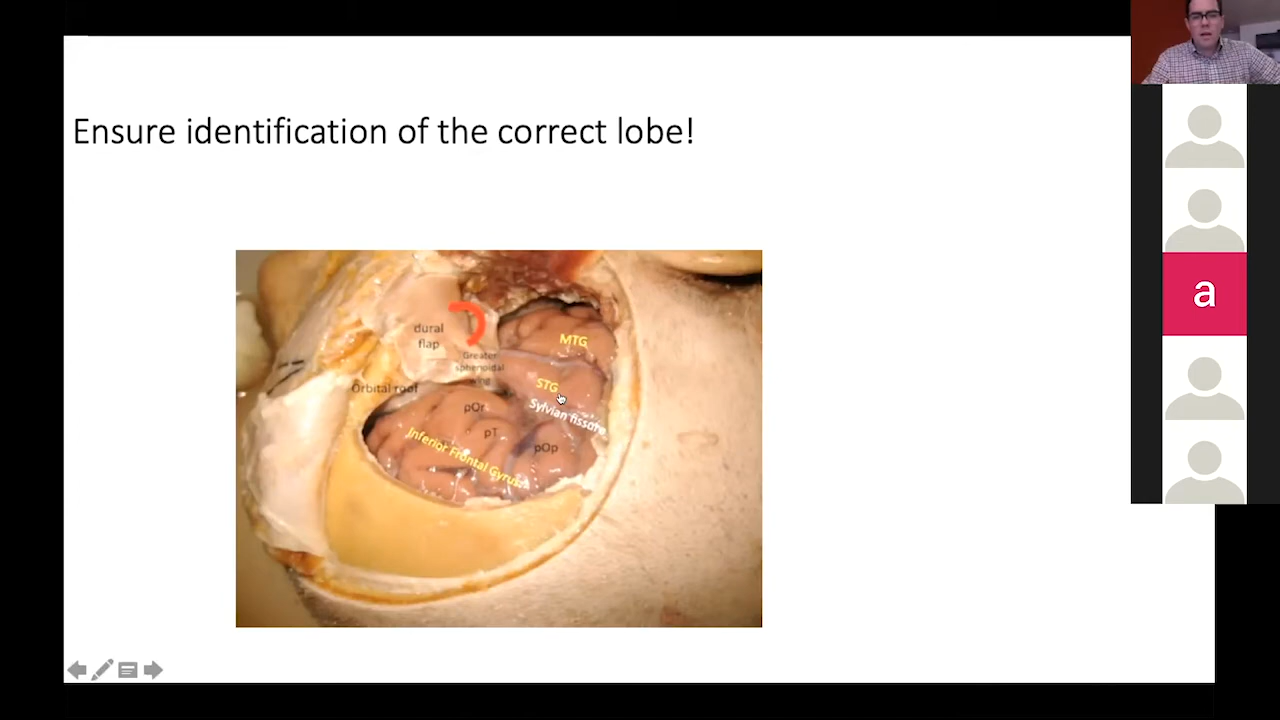 Ensure identification of the correct lobe!
a
dural
flap
MTG
Greater
sphenoidal
wing
Orbital roof
STG
Sylvian fissure
pOr
pT
pOp
Inferior Frontal Gyrus